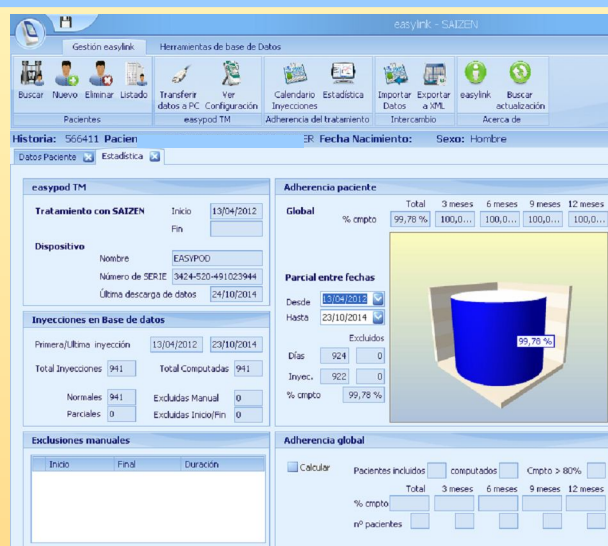 easylink - SAIZEN
Gestión easylink Herramientas de base de Datos
Buscar Nuevo Eliminar Listado Transferir datos a PC Ver Configuración Calendario Inyecciones Estadística Importar Datos Exportar a XML easylink Buscar actualización
Pacientes easypod TM Adherencia del tratamiento Intercambio Acerca de
Historia: 566411 Pacien ER Fecha Nacimiento: Sexo: Hombre
Datos Paciente Estadística
easypod TM
Tratamiento con SAIZEN Inicio 13/04/2012
Fin
Dispositivo
Nombre EASYPOD
Número de SERIE 3424-520-491023944
Última descarga de datos 24/10/2014
Inyecciones en Base de datos
Primera/Ultima inyección 13/04/2012 23/10/2014
Total Inyecciones 941 Total Computadas 941
Normales 941 Excluidas Manual 0
Parciales 0 Excluidas Inicio/Fin 0
Exclusiones manuales
Inicio Final Duración
Adherencia paciente
Total 3 meses 6 meses 9 meses 12 meses
Global % cmpto 99,78 % 100,0... 100,0... 100,0... 100,0...
Parcial entre fechas
Desde 13/04/2012
Hasta 23/10/2014
Excluidos
Días 924 0
Inyec. 922 0
% cmpto 99,78 %
99,78 %
Adherencia global
Calcular Pacientes incluidos computados Cmpto > 80%
Total 3 meses 6 meses 9 meses 12 meses
% cmpto
nº pacientes